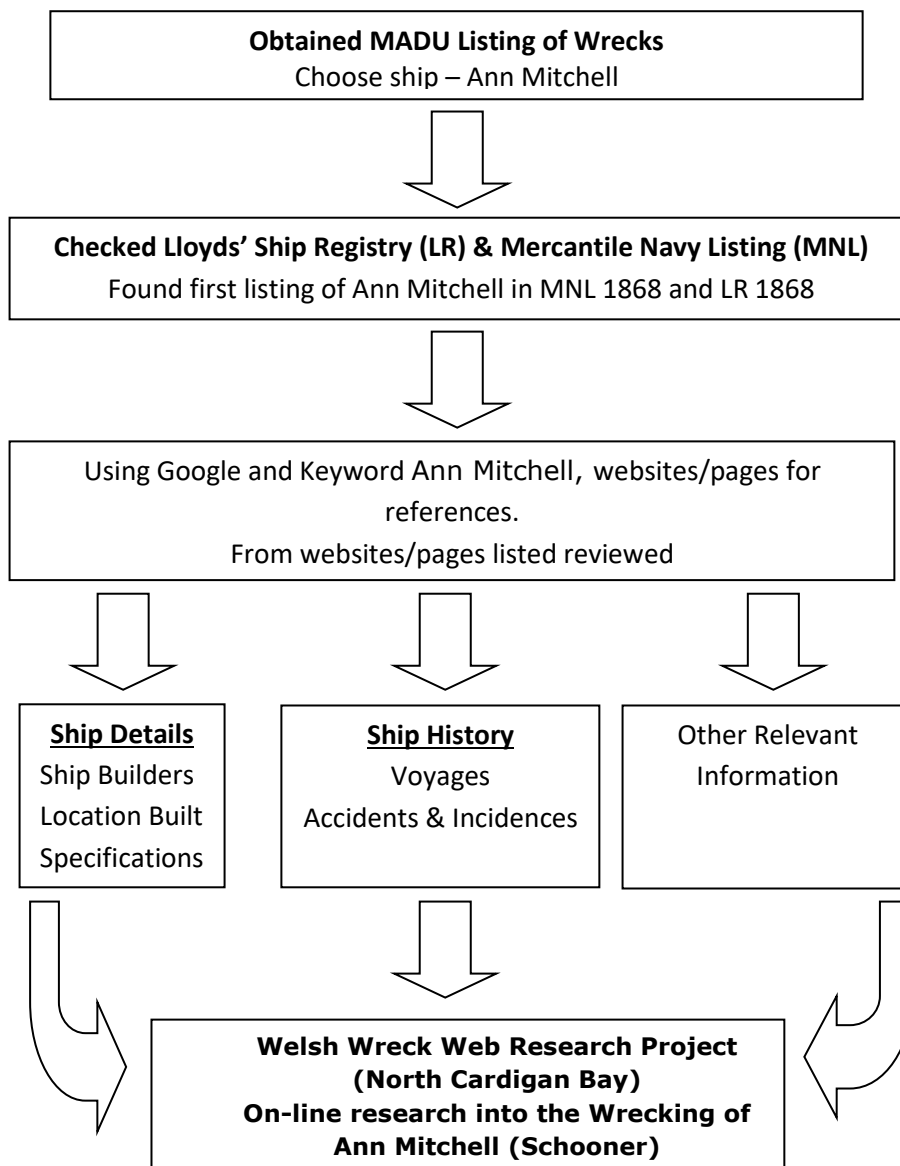 Obtained MADU Listing of Wrecks
Choose ship – Ann Mitchell
Checked Lloyds’ Ship Registry (LR) & Mercantile Navy Listing (MNL)
Found first listing of Ann Mitchell in MNL 1868 and LR 1868
Using Google and Keyword Ann Mitchell, websites/pages for
references.
From websites/pages listed reviewed
Ship Details
Ship Builders
Location Built
Specifications
Ship History
Voyages
Accidents & Incidences
Other Relevant
Information
Welsh Wreck Web Research Project
(North Cardigan Bay)
On-line research into the Wrecking of
Ann Mitchell (Schooner)